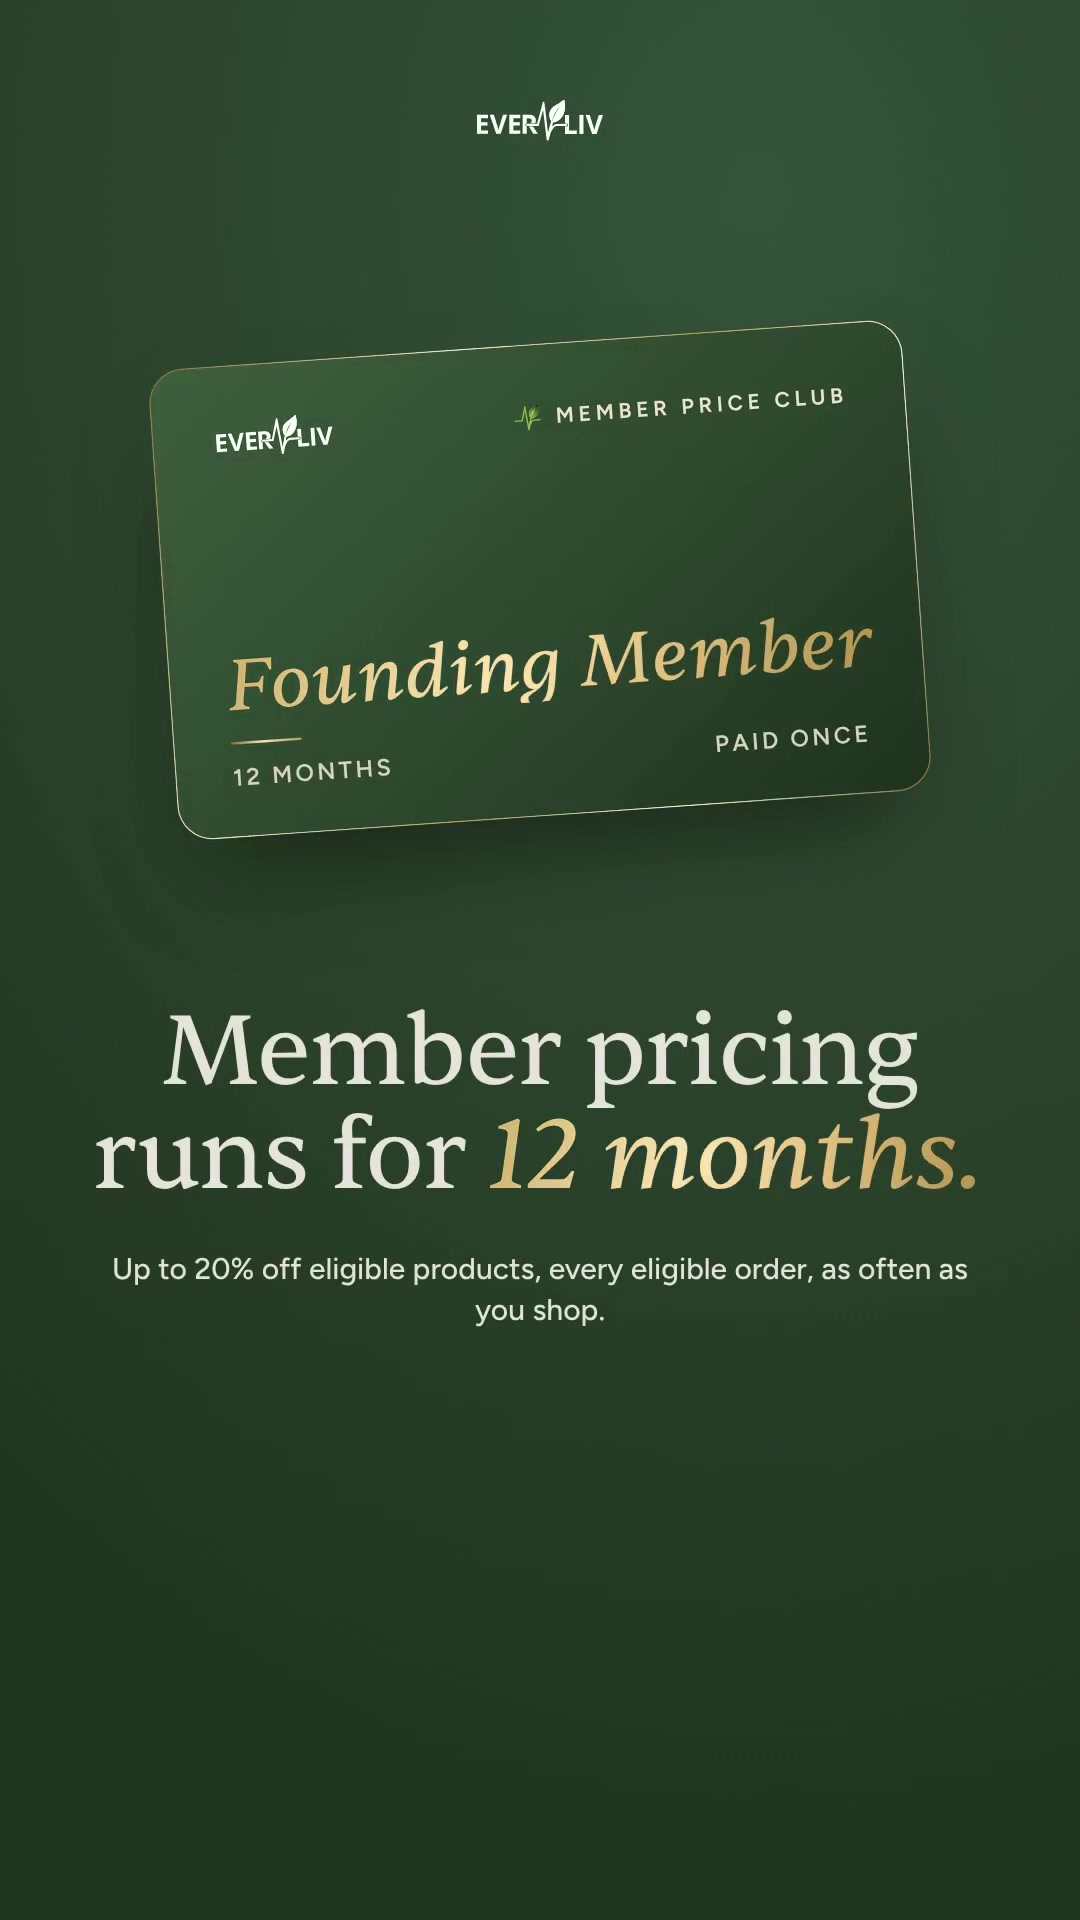 EVERLIV
EVERLIV
MEMBER PRICE CLUB
Founding Member
12 MONTHS
PAID ONCE
Member pricing
runs for 12 months.
Up to 20% off eligible products, every eligible order, as often as
you shop.